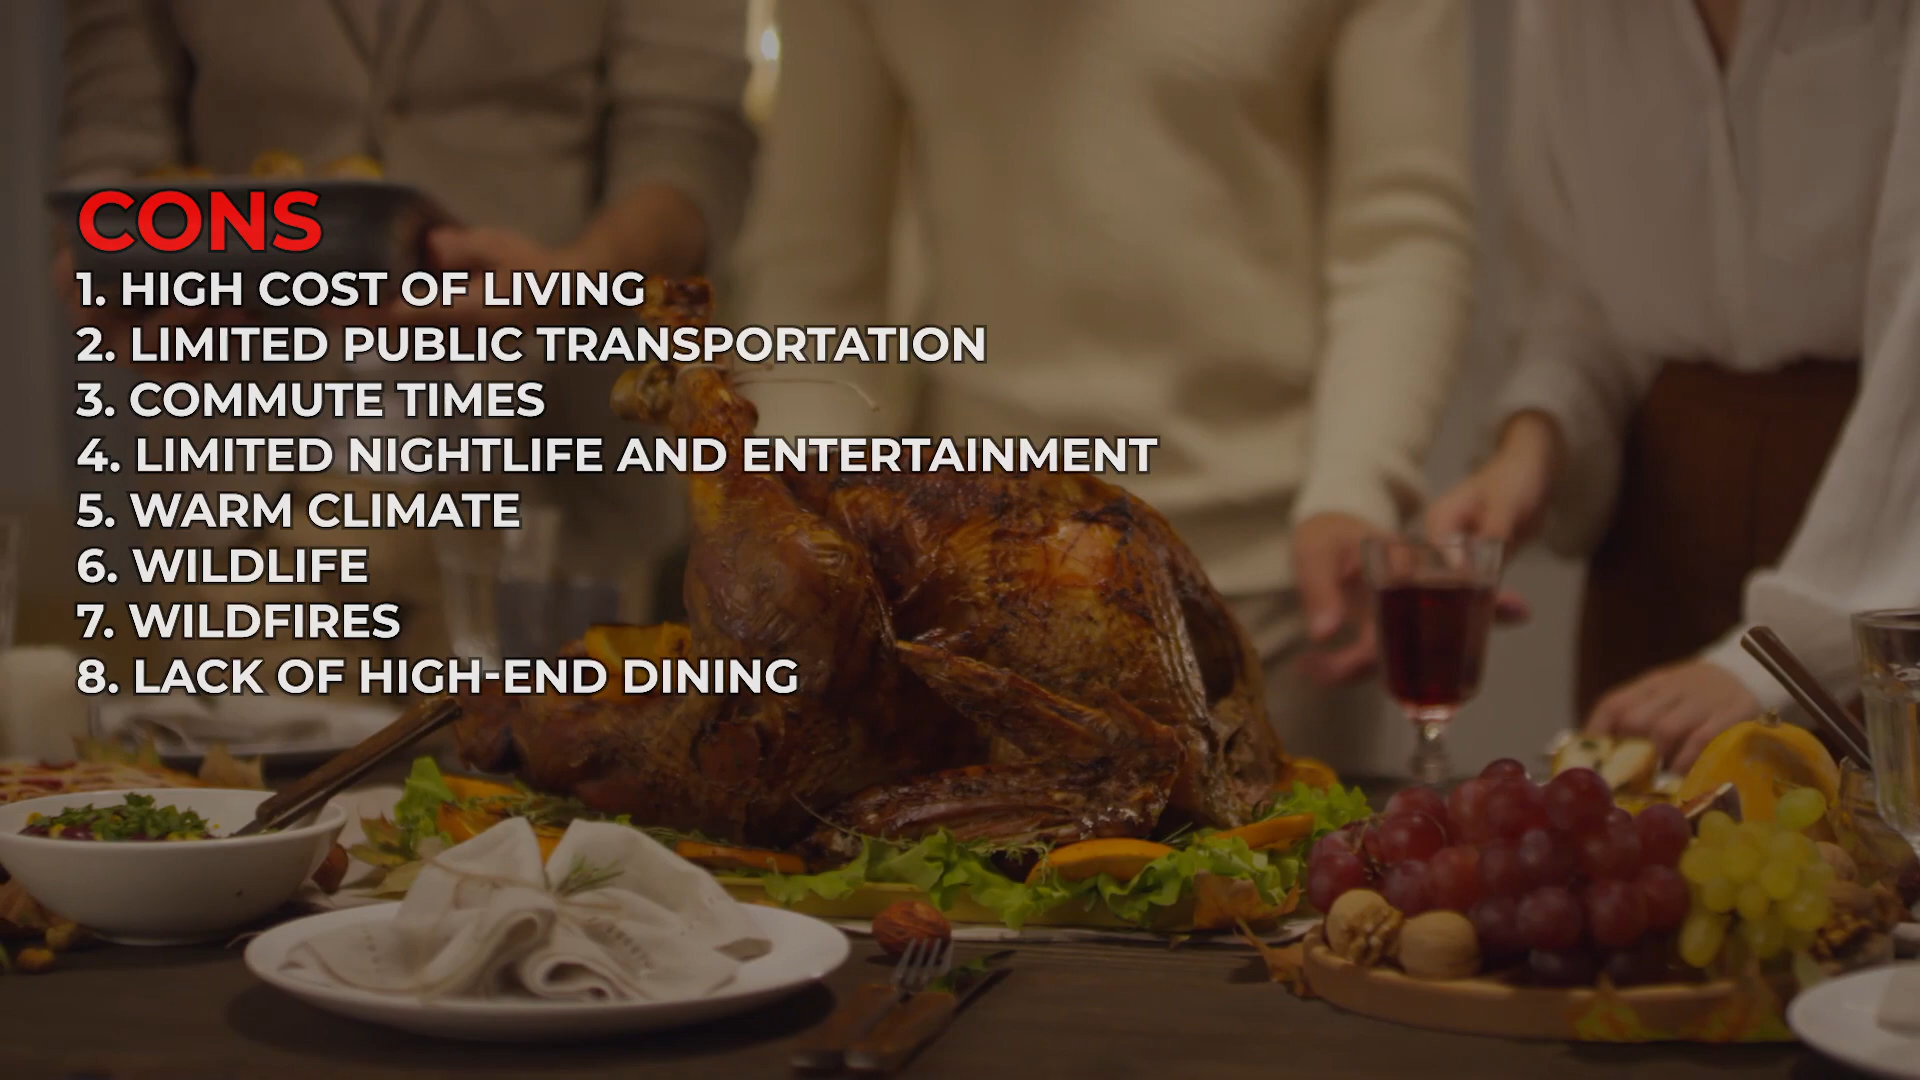 CONS
1. HIGH COST OF LIVING
2. LIMITED PUBLIC TRANSPORTATION
3. COMMUTE TIMES
4. LIMITED NIGHTLIFE AND ENTERTAINMENT
5. WARM CLIMATE
6. WILDLIFE
7. WILDFIRES
8. LACK OF HIGH-END DINING